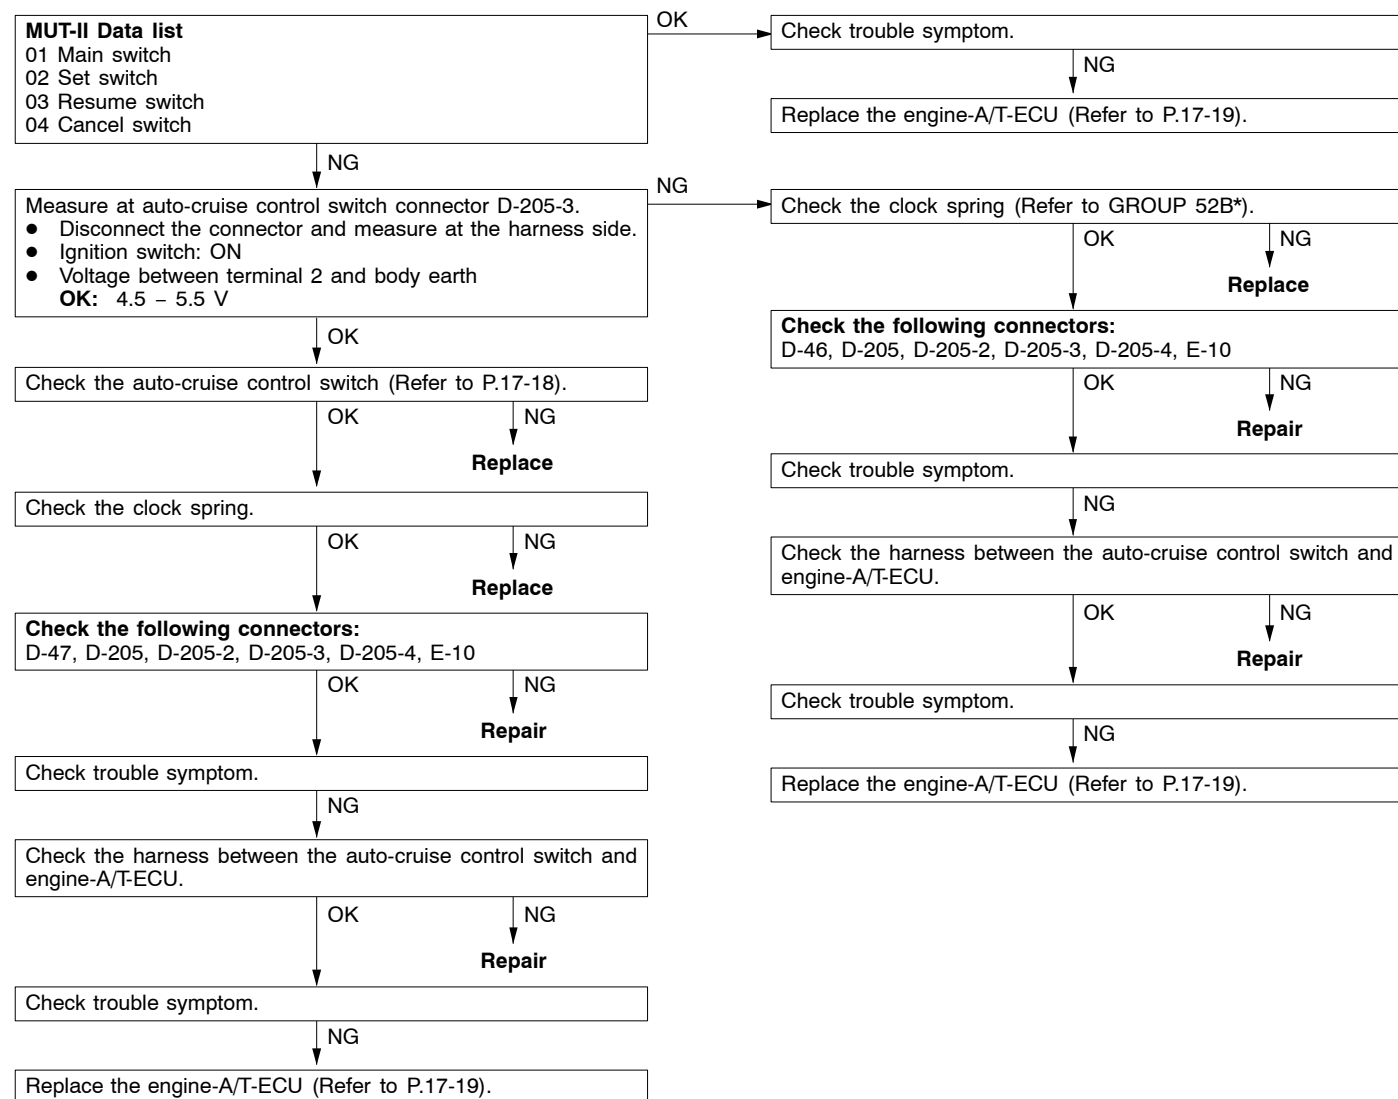 MUT-II Data list
01 Main switch
02 Set switch
03 Resume switch
04 Cancel switch
OK
Check trouble symptom.
NG
Replace the engine-A/T-ECU (Refer to P.17-19).
NG
Measure at auto-cruise control switch connector D-205-3.
● Disconnect the connector and measure at the harness side.
● Ignition switch: ON
● Voltage between terminal 2 and body earth
OK: 4.5 – 5.5 V
NG
Check the clock spring (Refer to GROUP 52B*).
OK
NG
Replace
Check the following connectors:
D-46, D-205, D-205-2, D-205-3, D-205-4, E-10
OK
NG
Repair
Check trouble symptom.
NG
Check the harness between the auto-cruise control switch and
engine-A/T-ECU.
OK
NG
Repair
Check trouble symptom.
NG
Replace the engine-A/T-ECU (Refer to P.17-19).
OK
Check the auto-cruise control switch (Refer to P.17-18).
OK
NG
Replace
Check the clock spring.
OK
NG
Replace
Check the following connectors:
D-47, D-205, D-205-2, D-205-3, D-205-4, E-10
OK
NG
Repair
Check trouble symptom.
NG
Check the harness between the auto-cruise control switch and
engine-A/T-ECU.
OK
NG
Repair
Check trouble symptom.
NG
Replace the engine-A/T-ECU (Refer to P.17-19).